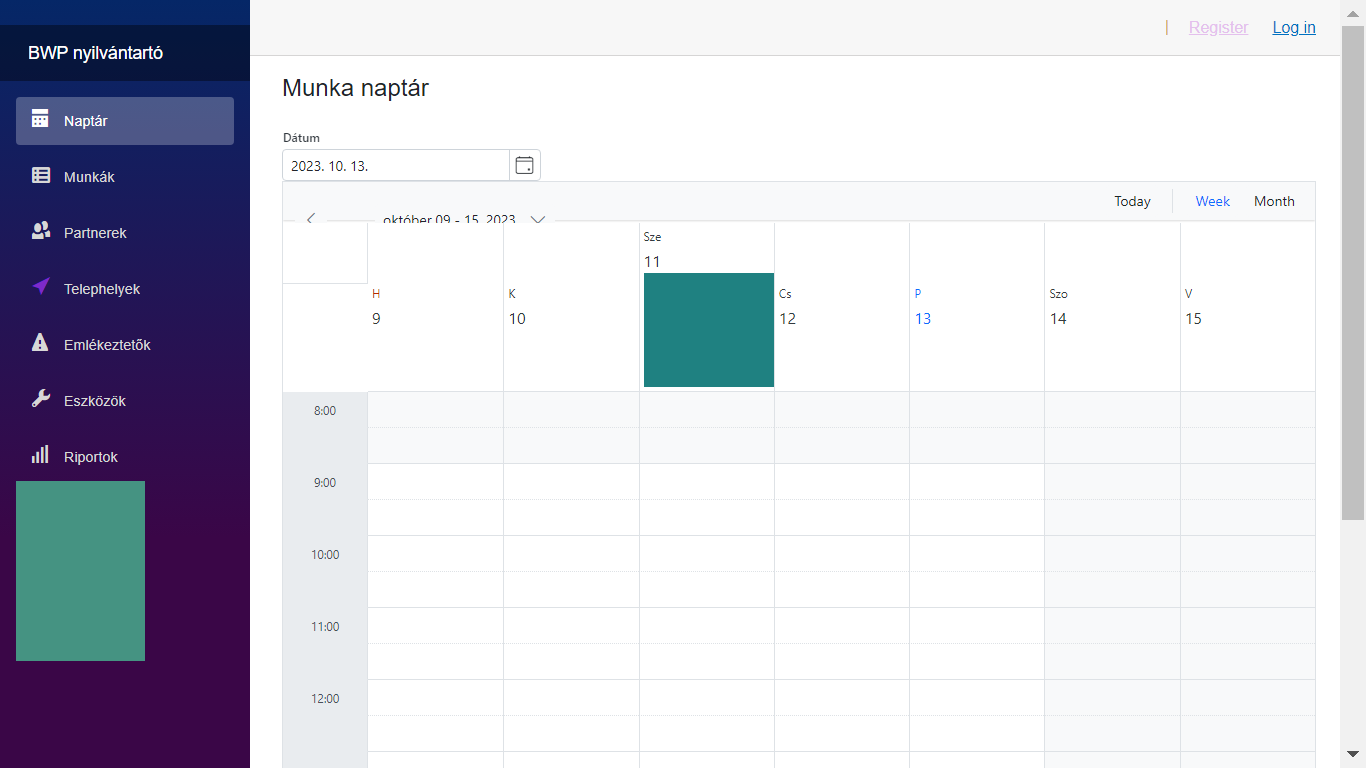 BWP nyilvántartó
Naptár
Munkák
Partnerek
Telephelyek
Emlékeztetők
Eszközök
Riportok
Register
Log in
Munka naptár
Dátum
2023. 10. 13.
október 09 - 15, 2023
Today
Week
Month
H
9
K
10
Sze
11
Cs
12
P
13
Szo
14
V
15
8:00
9:00
10:00
11:00
12:00